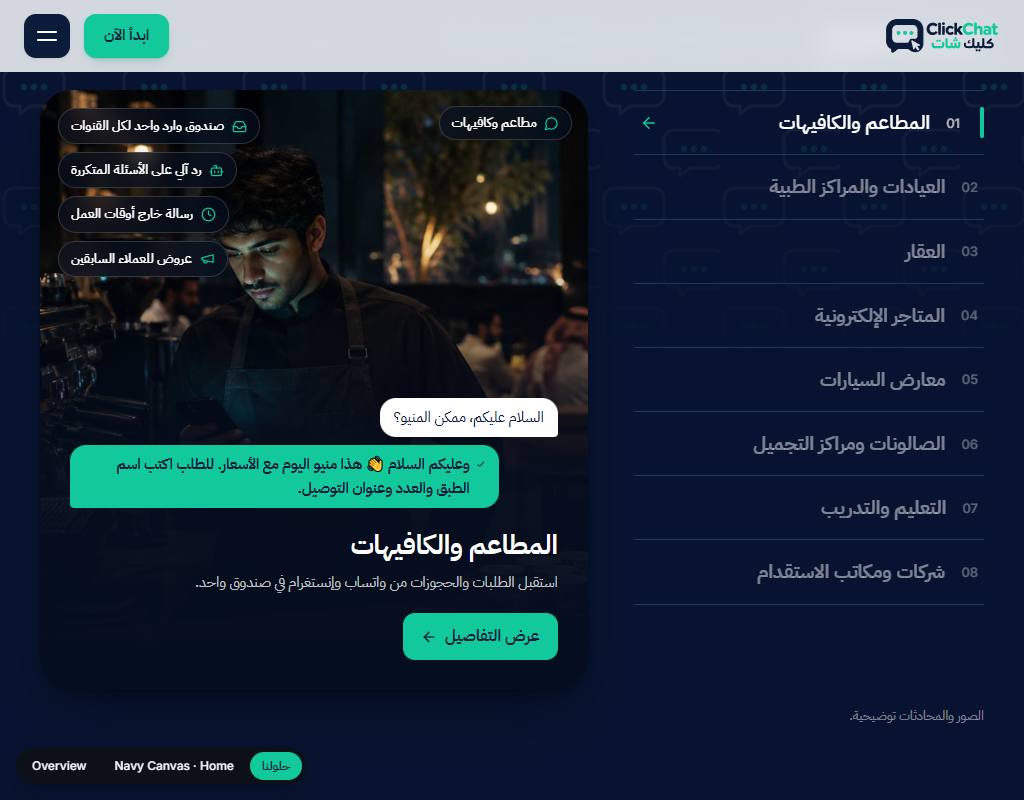 ClickChat
كليك شات
ابدأ الآن
01 المطاعم والكافيهات
02 العيادات والمراكز الطبية
03 العقار
04 المتاجر الإلكترونية
05 معارض السيارات
06 الصالونات ومراكز التجميل
07 التعليم والتدريب
08 شركات ومكاتب الاستقدام
الصور والمحادثات توضيحية.
مطاعم وكافيهات
صندوق وارد واحد لكل القنوات
رد آلي على الأسئلة المتكررة
رسالة خارج أوقات العمل
عروض للعملاء السابقين
السلام عليكم، ممكن المنيو؟
وعليكم السلام 👋 هذا منيو اليوم مع الأسعار. للطلب اكتب اسم
الطبق والعدد وعنوان التوصيل.
المطاعم والكافيهات
استقبل الطلبات والحجوزات من واتساب وإنستغرام في صندوق واحد.
عرض التفاصيل
Overview
Navy Canvas · Home
حلولنا